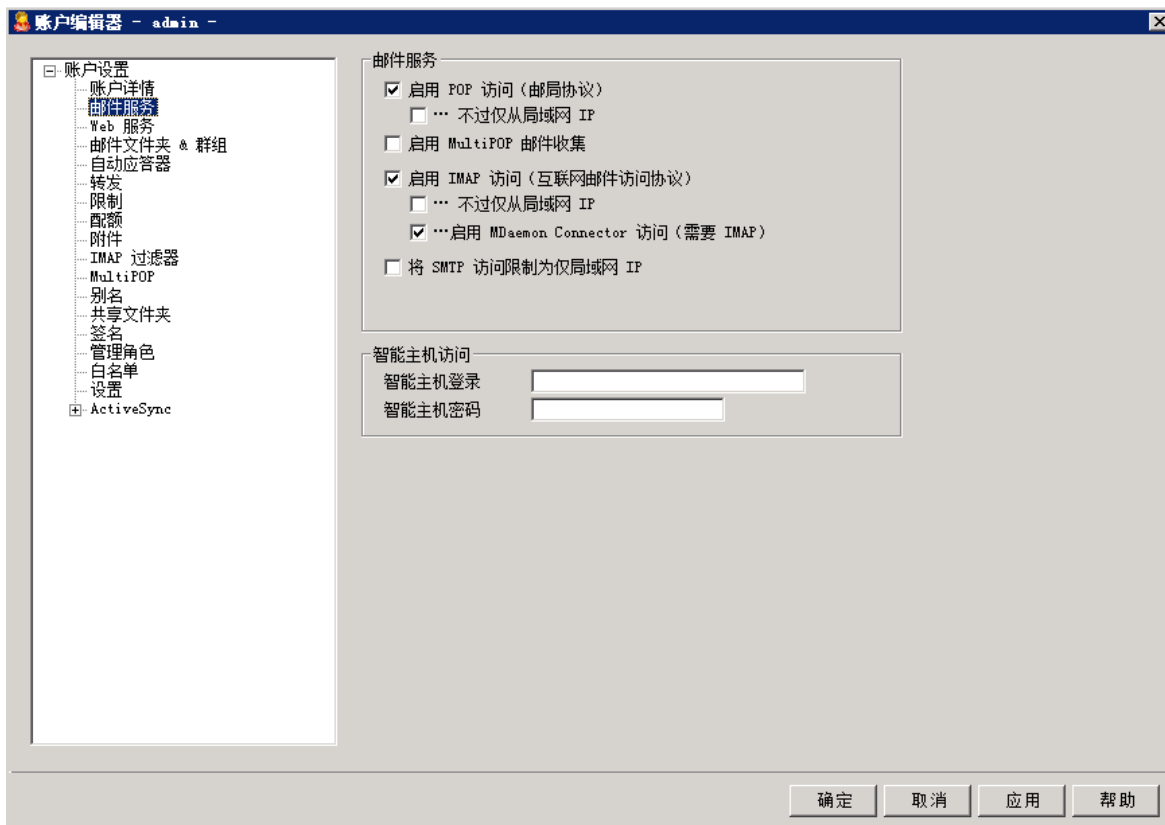 账户编辑器 - admin -
账户设置
账户详情
邮件服务
Web 服务
邮件文件夹 & 群组
自动应答器
转发
限制
配额
附件
IMAP 过滤器
MultiPOP
别名
共享文件夹
签名
管理角色
白名单
设置
ActiveSync
邮件服务
启用 POP 访问（邮局协议）
… 不过仅从局域网 IP
启用 MultiPOP 邮件收集
启用 IMAP 访问（互联网邮件访问协议）
… 不过仅从局域网 IP
…启用 MDaemon Connector 访问（需要 IMAP）
将 SMTP 访问限制为仅局域网 IP
智能主机访问
智能主机登录
智能主机密码
确定 取消 应用 帮助